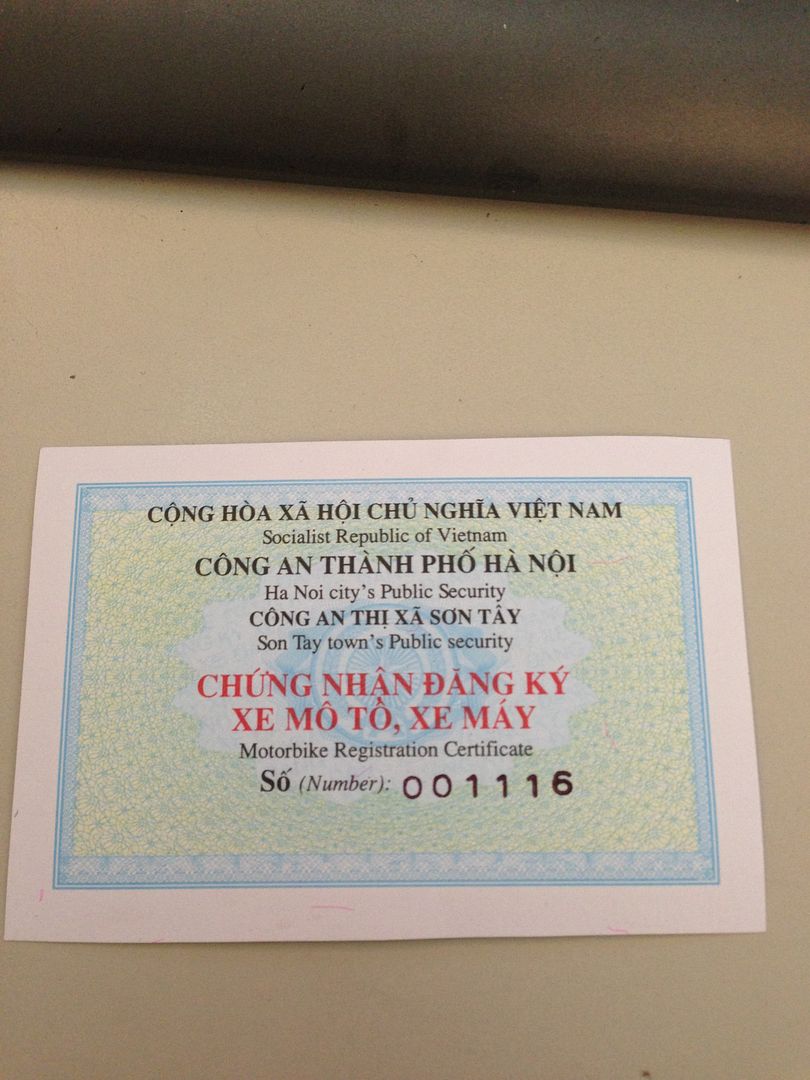 CỘNG HÒA XÃ HỘI CHỦ NGHĨA VIỆT NAM
Socialist Republic of Vietnam
CÔNG AN THÀNH PHỐ HÀ NỘI
Ha Noi city's Public Security
CÔNG AN THỊ XÃ SƠN TÂY
Son Tay town's Public security
CHỨNG NHẬN ĐĂNG KÝ
XE MÔ TÔ, XE MÁY
Motorbike Registration Certificate
Số (Number): 001116